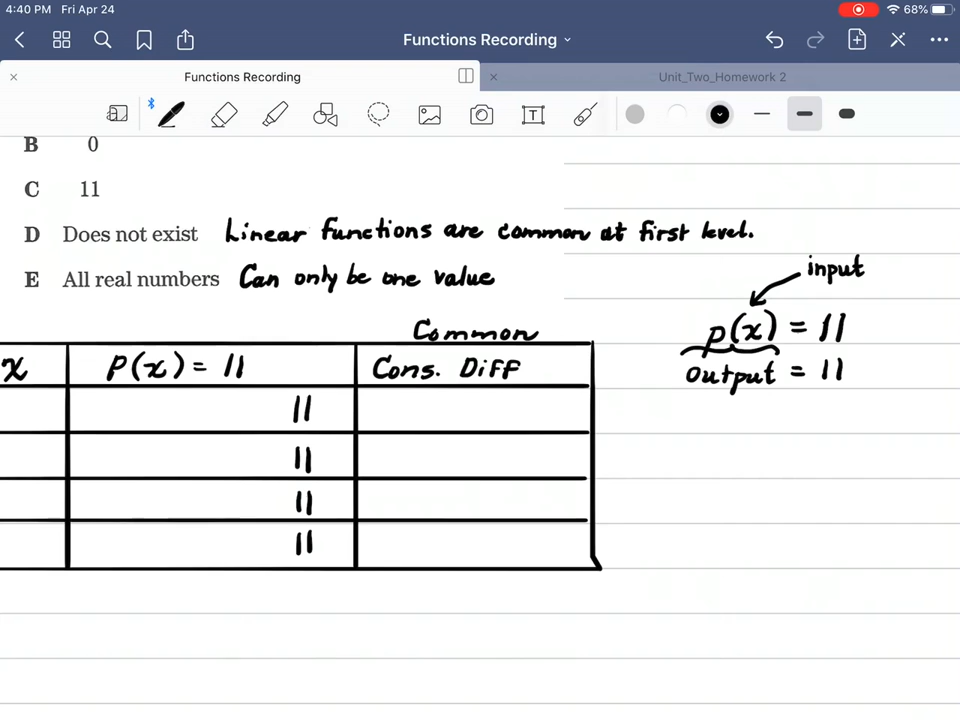 4:40 PM Fri Apr 24
68%
Functions Recording
Functions Recording
Unit_Two_Homework 2
B 0
C 11
D Does not exist Linear Functions are common at first level.
E All real numbers Can only be one value
input
Common
p(x) = 11
x P(x) = 11 Cons. Diff
output = 11
11
11
11
11